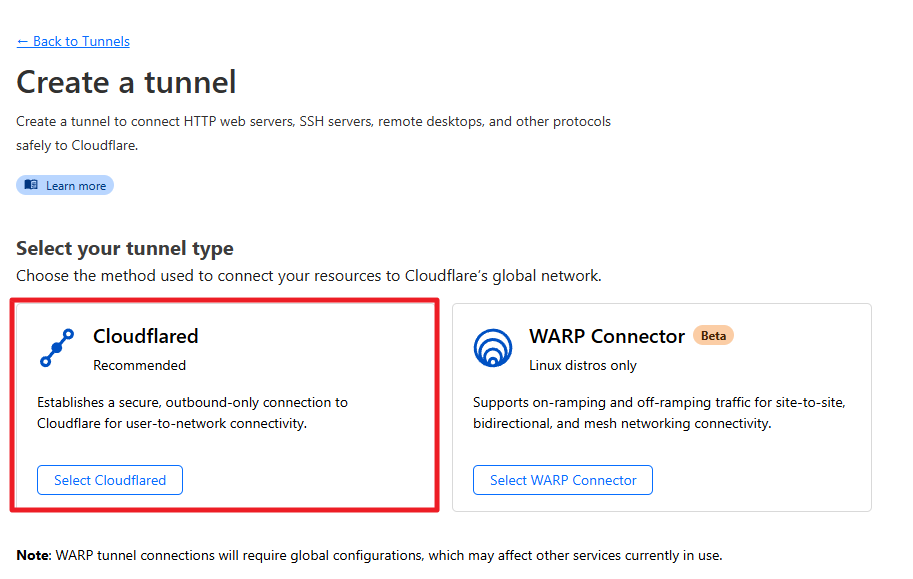 ← Back to Tunnels
Create a tunnel
Create a tunnel to connect HTTP web servers, SSH servers, remote desktops, and other protocols
safely to Cloudflare.
Learn more
Select your tunnel type
Choose the method used to connect your resources to Cloudflare's global network.
Cloudflared
Recommended
Establishes a secure, outbound-only connection to
Cloudflare for user-to-network connectivity.
Select Cloudflared
WARP Connector Beta
Linux distros only
Supports on-ramping and off-ramping traffic for site-to-site,
bidirectional, and mesh networking connectivity.
Select WARP Connector
Note: WARP tunnel connections will require global configurations, which may affect other services currently in use.